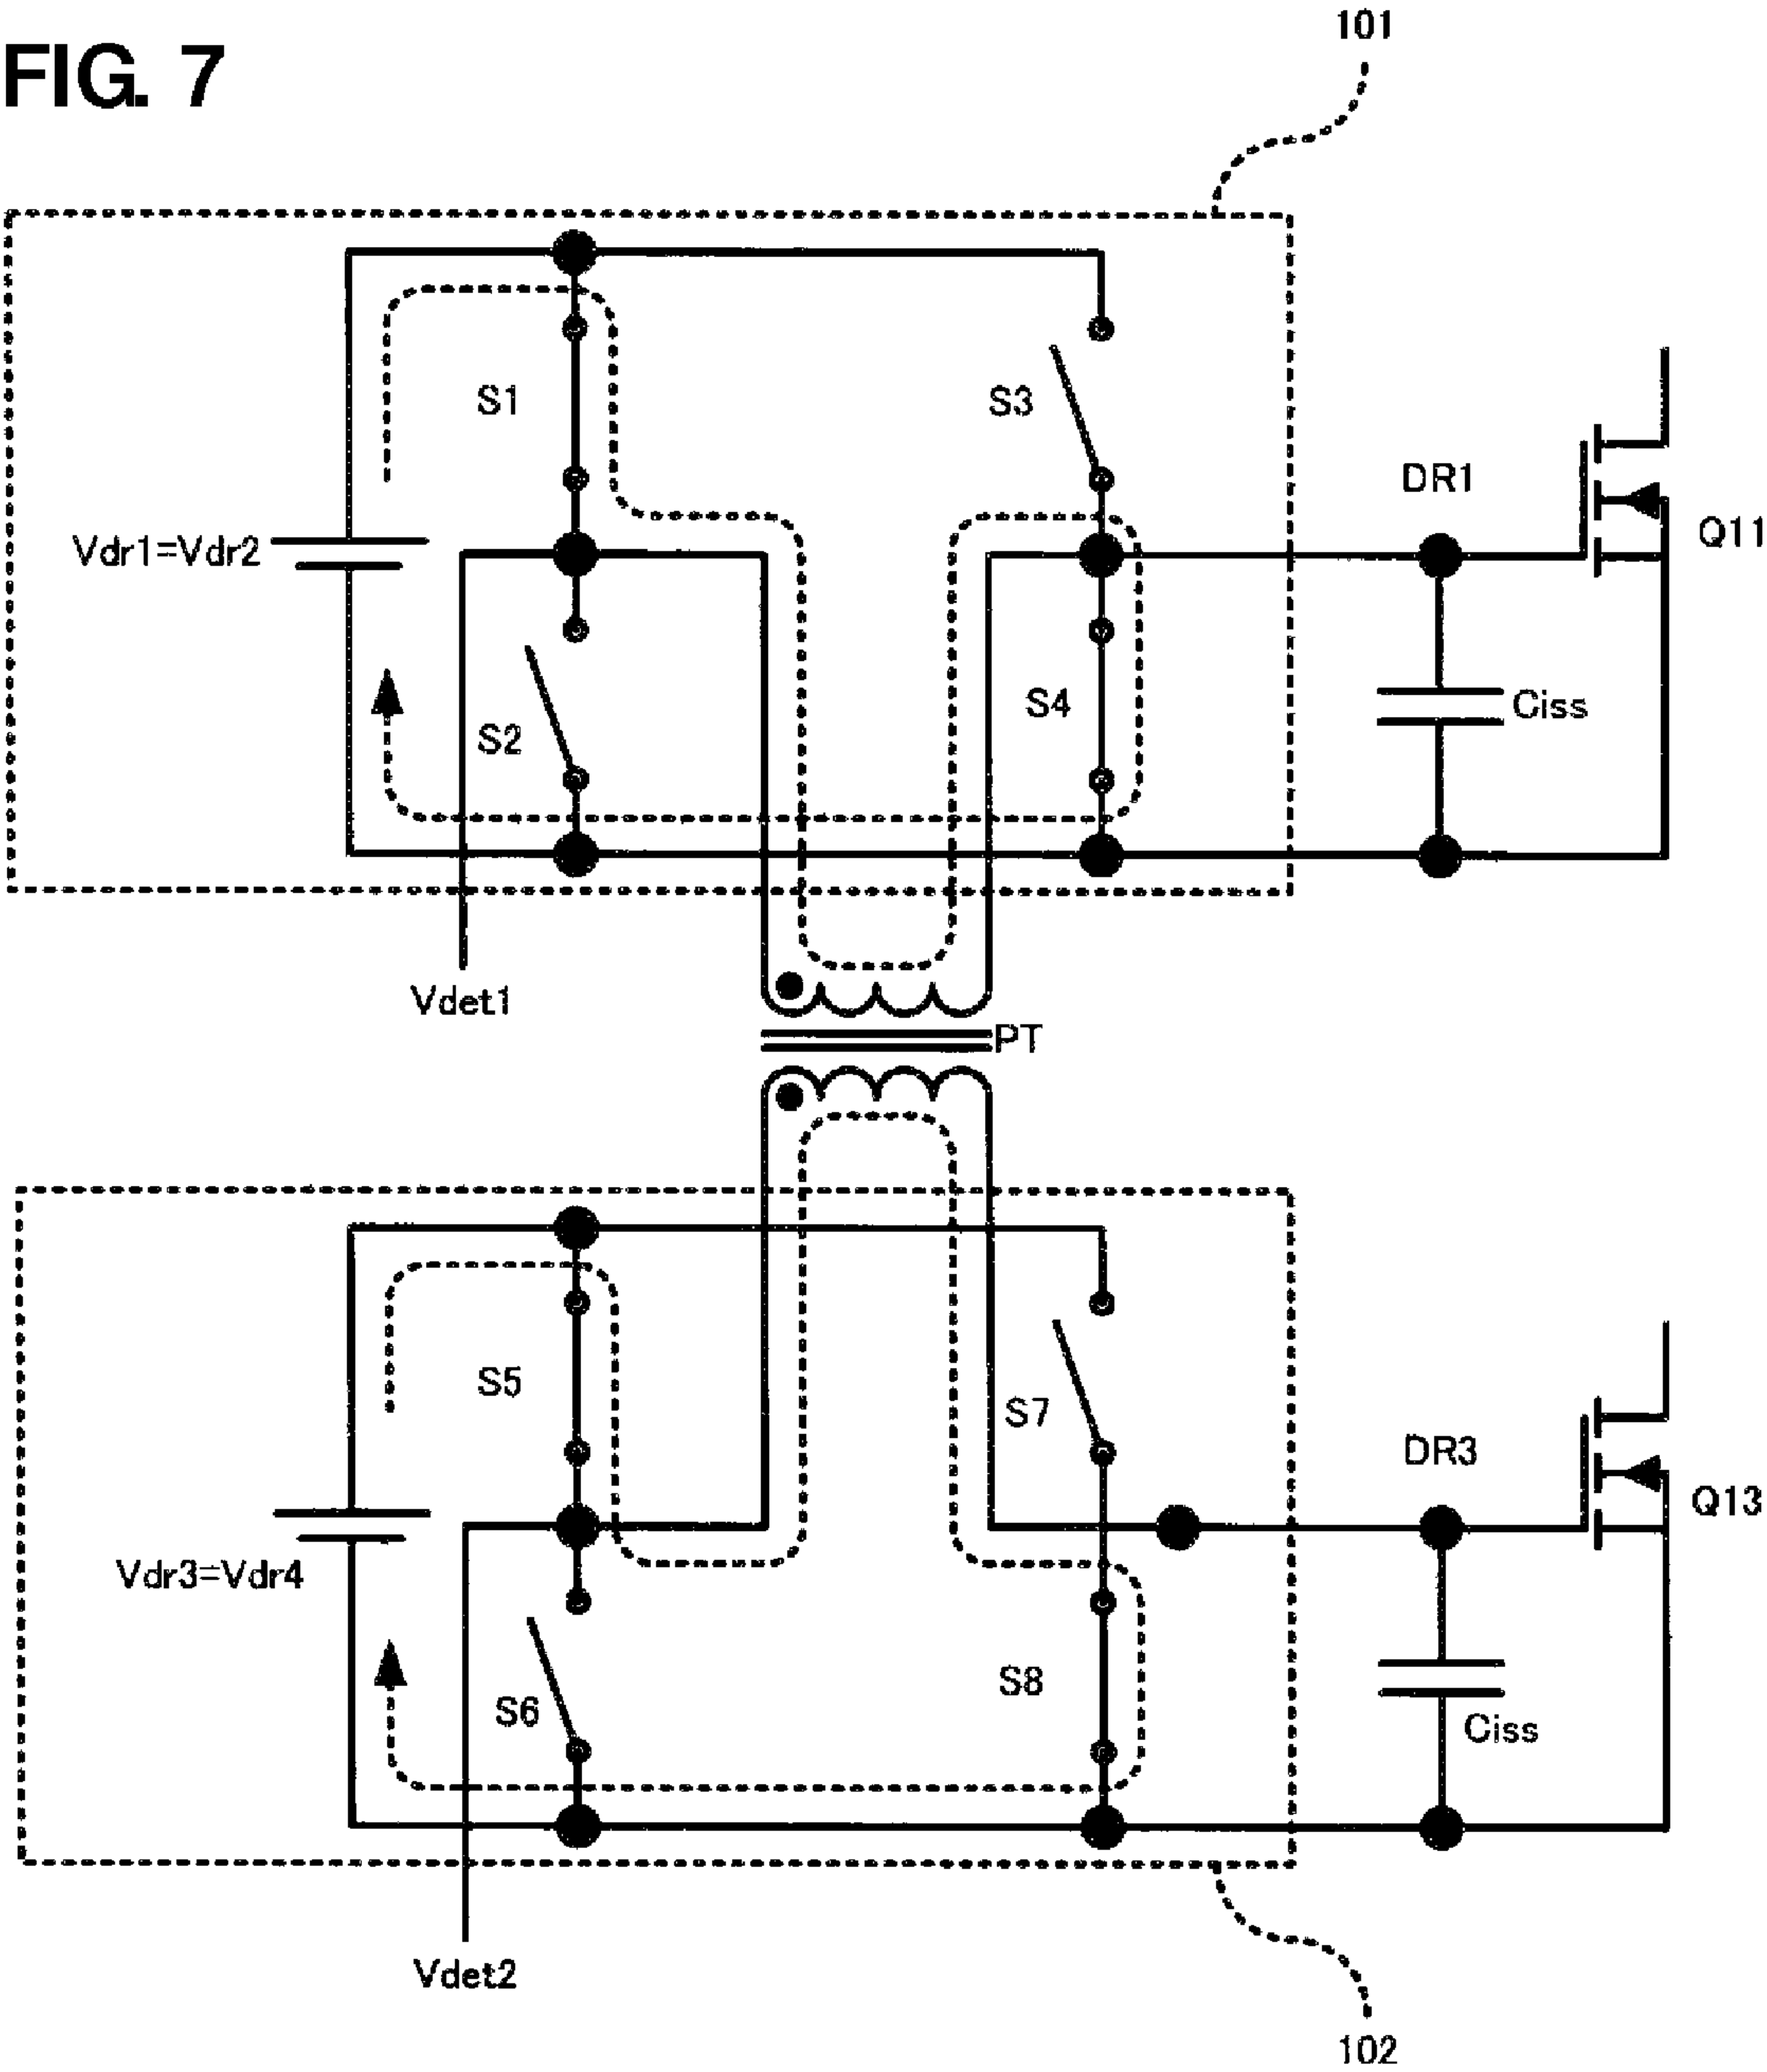 FIG. 7
101
S1
S3
DR1
Vdr1=Vdr2
Q11
S2
S4
Ciss
Vdet1
PT
S5
S7
DR3
Q13
Vdr3=Vdr4
S6
S8
Ciss
Vdet2
102